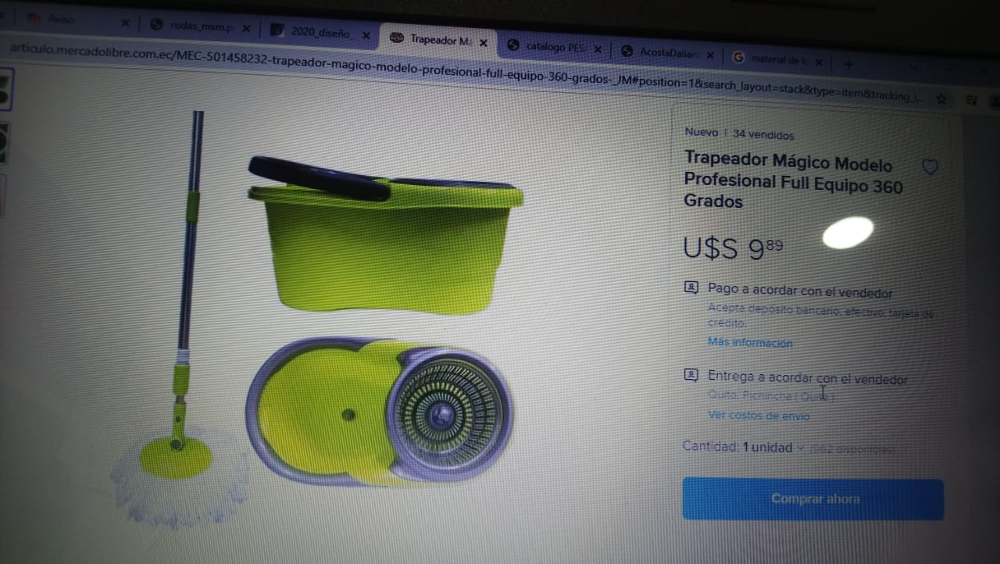 Aviso
rodas_msm.p
2020_diseño_
Trapeador Má
catalogo PESA
AcostaDalian
material de la
articulo.mercadolibre.com.ec/MEC-501458232-trapeador-magico-modelo-profesional-full-equipo-360-grados-_JM#position=1&search_layout=stack&type=item&tracking_i...
Nuevo | 34 vendidos
Trapeador Mágico Modelo
Profesional Full Equipo 360
Grados
U$S 9 89
Pago a acordar con el vendedor
Acepta depósito bancario, efectivo, tarjeta de
crédito.
Más información
Entrega a acordar con el vendedor
Quito, Pichincha (Quito)
Ver costos de envío
Cantidad: 1 unidad (962 disponibles)
Comprar ahora